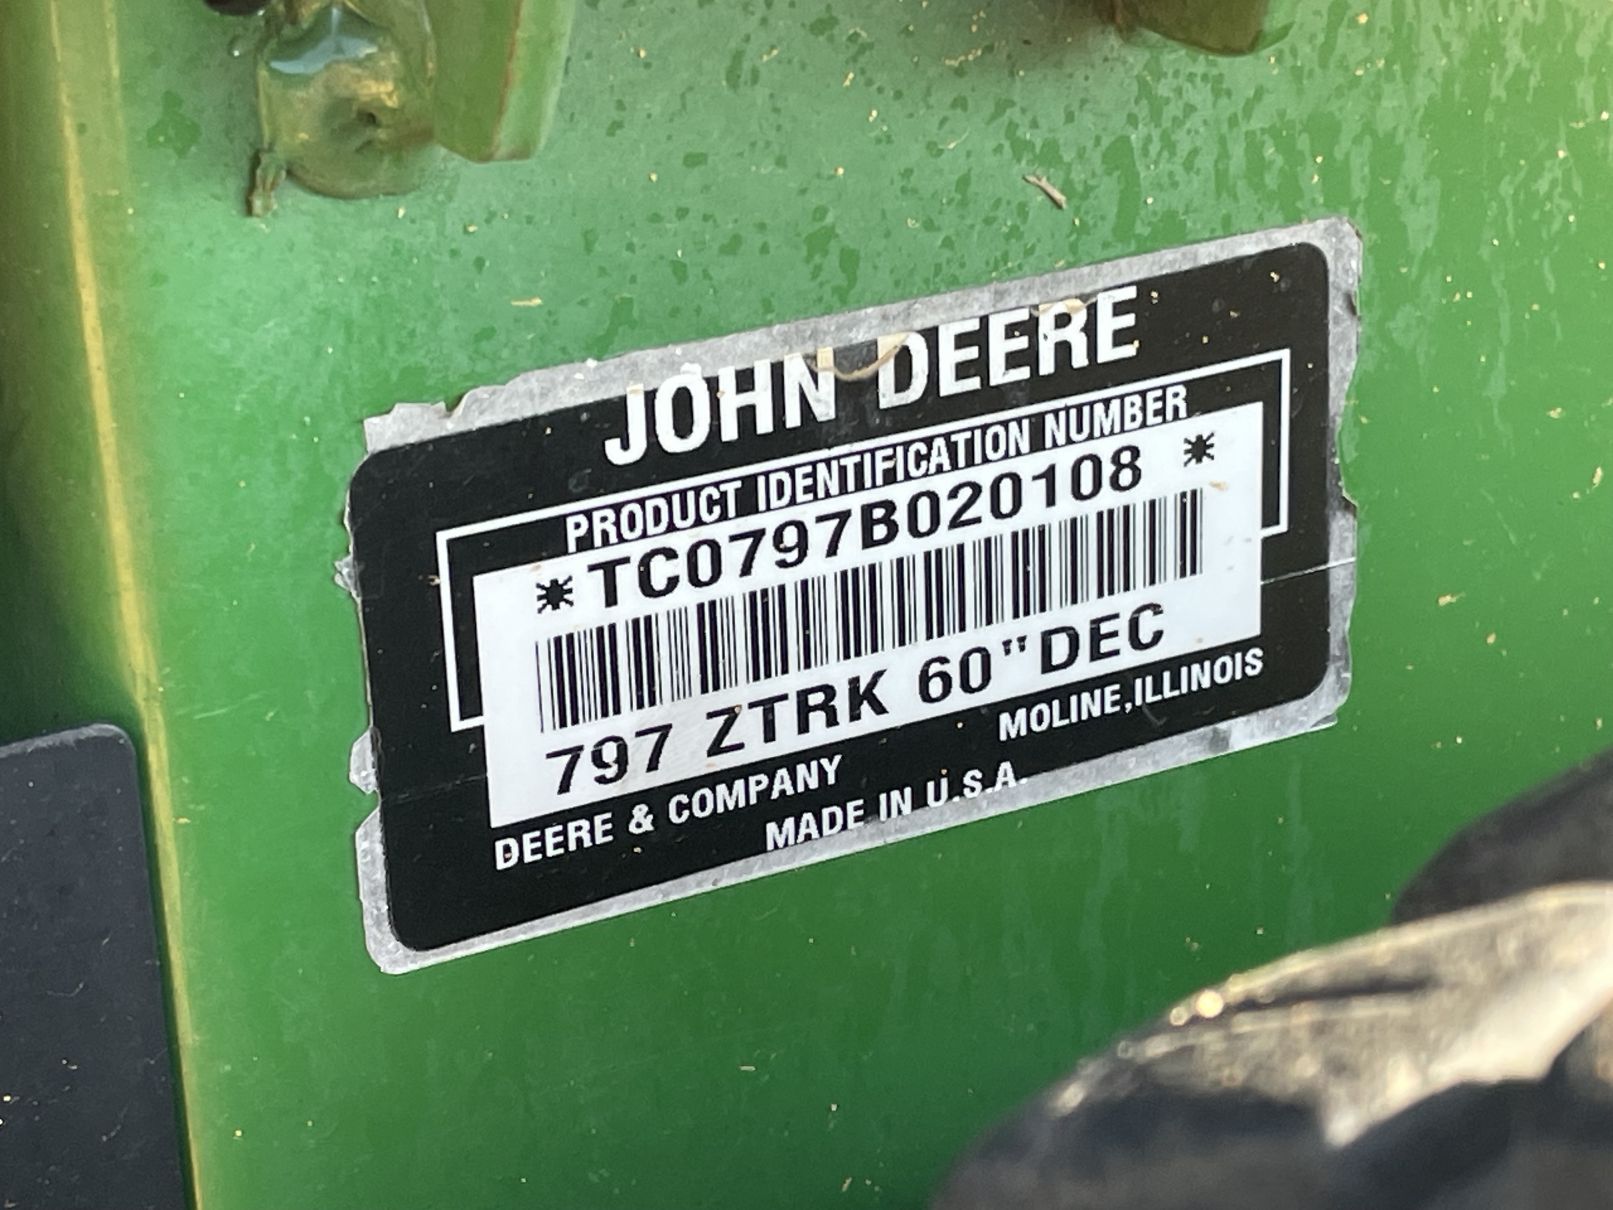 JOHN DEERE
PRODUCT IDENTIFICATION NUMBER
*TC0797B020108 *
797 ZTRK 60"DEC
DEERE & COMPANY MOLINE,ILLINOIS
MADE IN U.S.A.